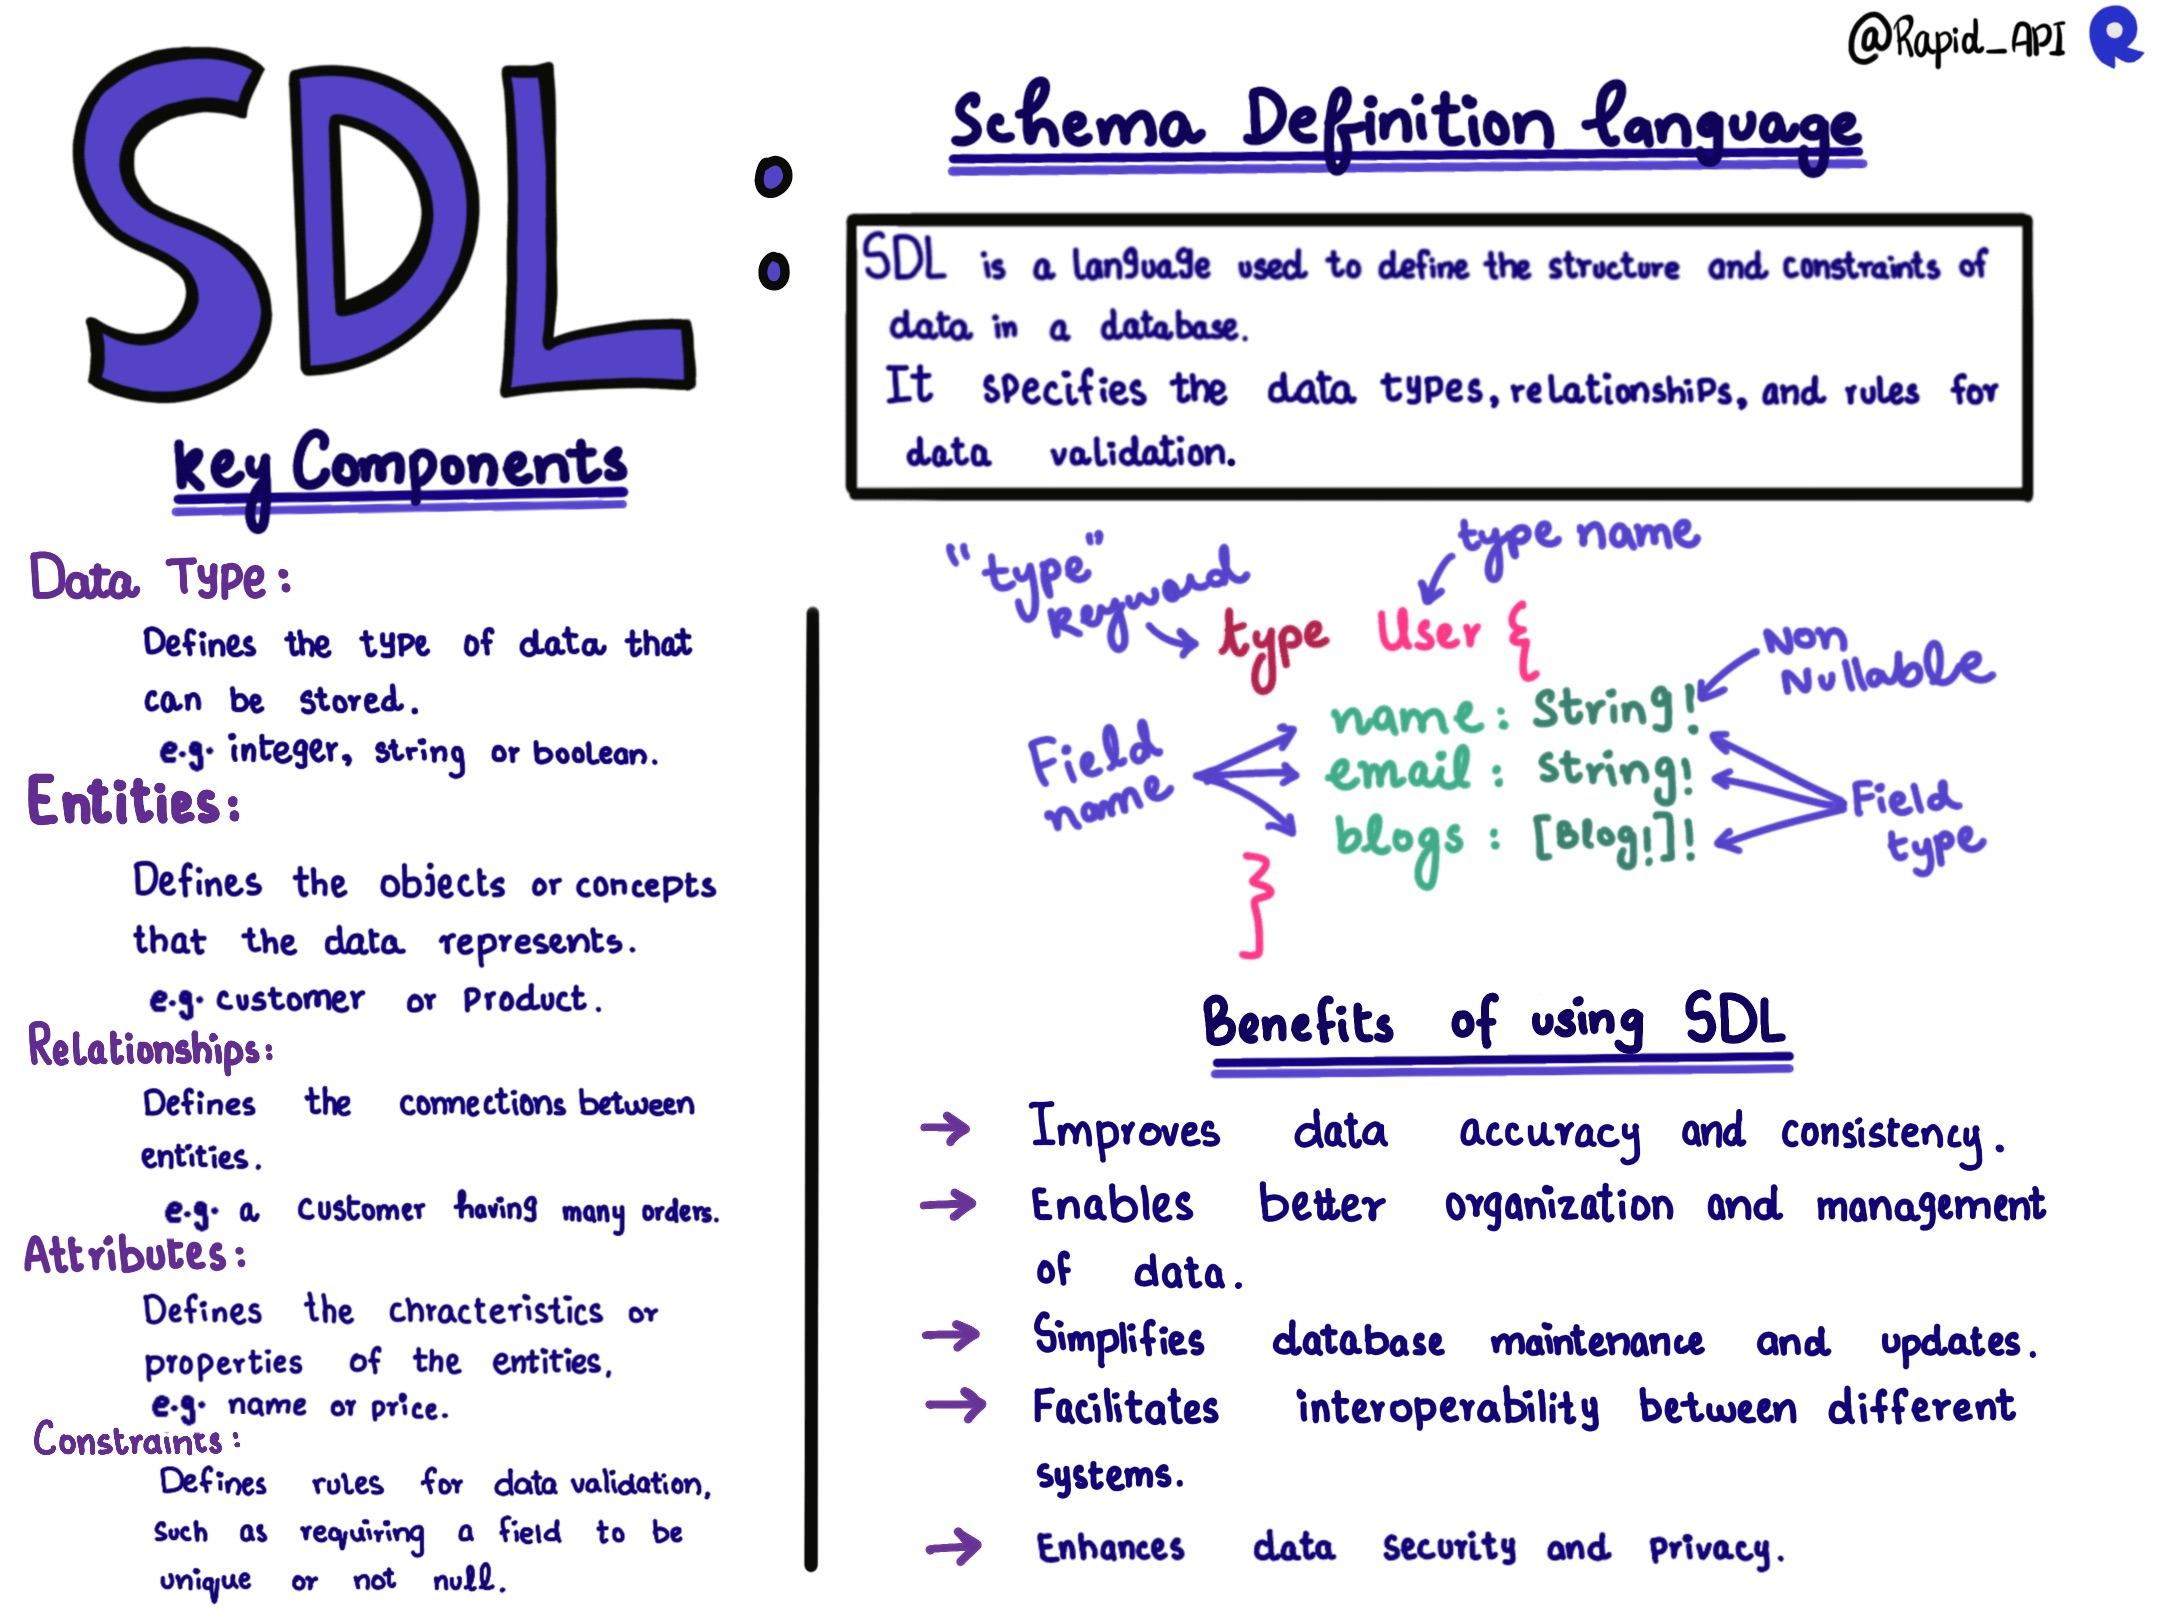 @Rapid_API
SDL :
Schema Definition language
SDL is a language used to define the structure and constraints of
data in a database.
It specifies the data types, relationships, and rules for
data validation.
key Components
Data Type:
Defines the type of data that
can be stored.
e.g. integer, string or boolean.
Entities:
Defines the objects or concepts
that the data represents.
e.g. customer or Product.
Relationships:
Defines the connections between
entities.
e.g. a customer having many orders.
Attributes:
Defines the chracteristics or
properties of the entities,
e.g. name or price.
Constraints:
Defines rules for data validation,
such as requiring a field to be
unique or not null.
"type"
keyword
type name
type User {
Non
Nullable
name : String!
email : String!
blogs : [Blog!]!
}
Field
name
Field
type
Benefits of using SDL
→ Improves data accuracy and consistency.
→ Enables better organization and management
of data.
→ Simplifies database maintenance and updates.
→ Facilitates interoperability between different
systems.
→ Enhances data security and privacy.